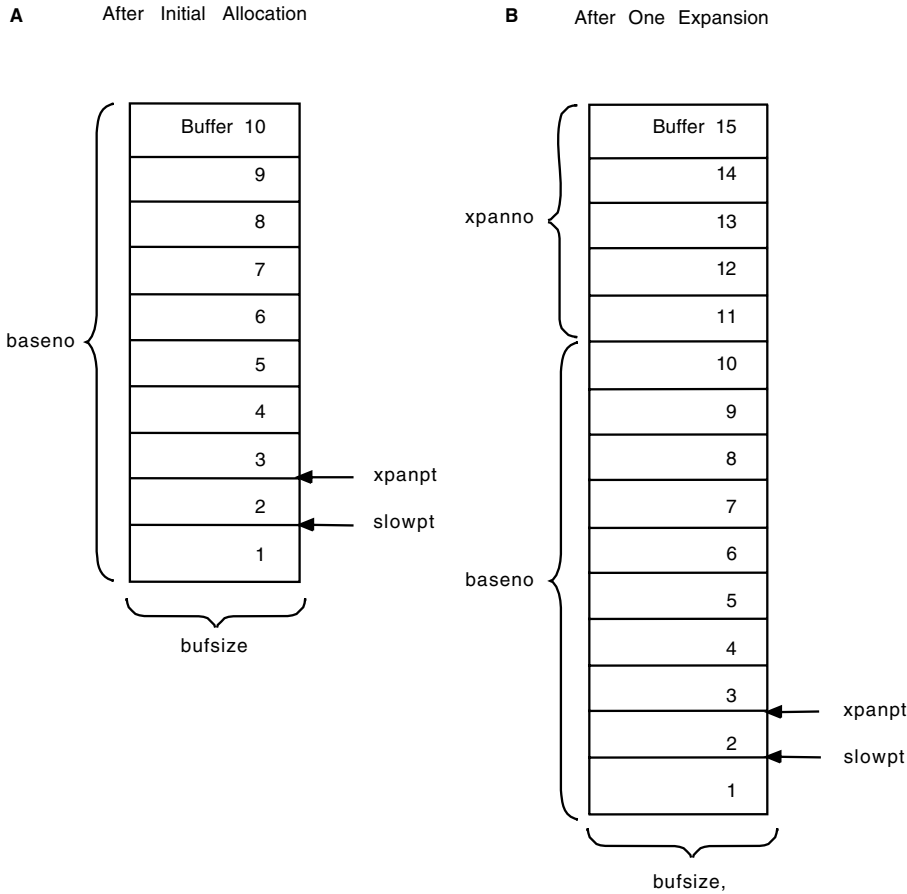 A After Initial Allocation
Buffer 10
9
8
7
6
5
4
3
2
1
baseno
xpanpt
slowpt
bufsize
B After One Expansion
Buffer 15
14
13
12
11
10
9
8
7
6
5
4
3
2
1
xpanno
baseno
xpanpt
slowpt
bufsize,